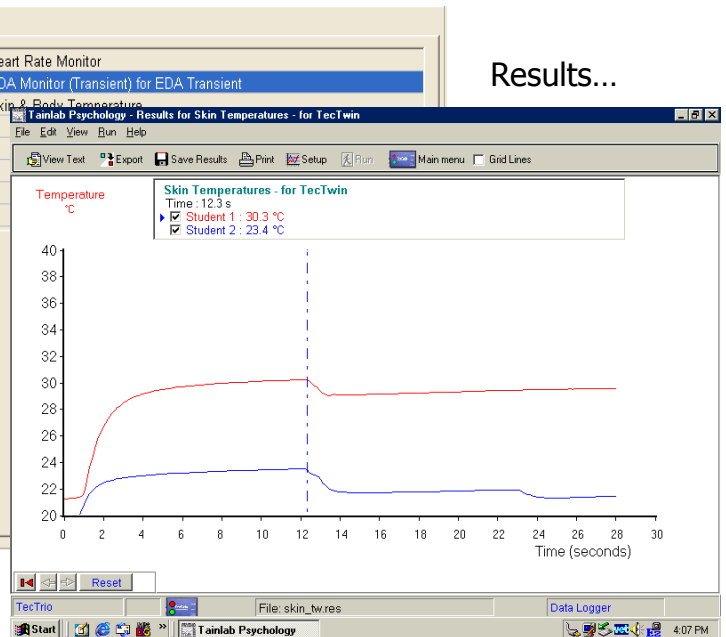 eart Rate Monitor
DA Monitor (Transient) for EDA Transient
kin & Body Temperature
Results...
Tainlab Psychology - Results for Skin Temperatures - for TecTwin
File Edit View Run Help
View Text Export Save Results Print Setup Run Main menu Grid Lines
Temperature
°C
Skin Temperatures - for TecTwin
Time : 12.3 s
Student 1 : 30.3 °C
Student 2 : 23.4 °C
40
38
36
34
32
30
28
26
24
22
20
0 2 4 6 8 10 12 14 16 18 20 22 24 26 28 30
Time (seconds)
Reset
TecTrio File: skin_tw.res Data Logger
Start » Tainlab Psychology 4:07 PM